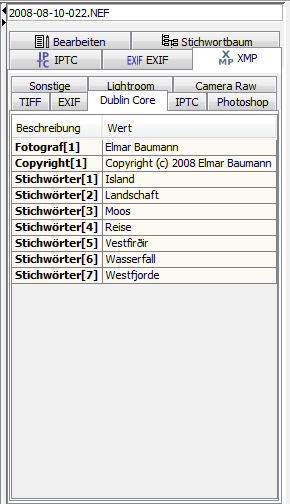 2008-08-10-022.NEF
Bearbeiten Stichwortbaum
IPTC EXIF EXIF XMP XMP
Sonstige Lightroom Camera Raw
TIFF EXIF Dublin Core IPTC Photoshop
Beschreibung Wert
Fotograf[1] Elmar Baumann
Copyright[1] Copyright (c) 2008 Elmar Baumann
Stichwörter[1] Island
Stichwörter[2] Landschaft
Stichwörter[3] Moos
Stichwörter[4] Reise
Stichwörter[5] Vestfirðir
Stichwörter[6] Wasserfall
Stichwörter[7] Westfjorde